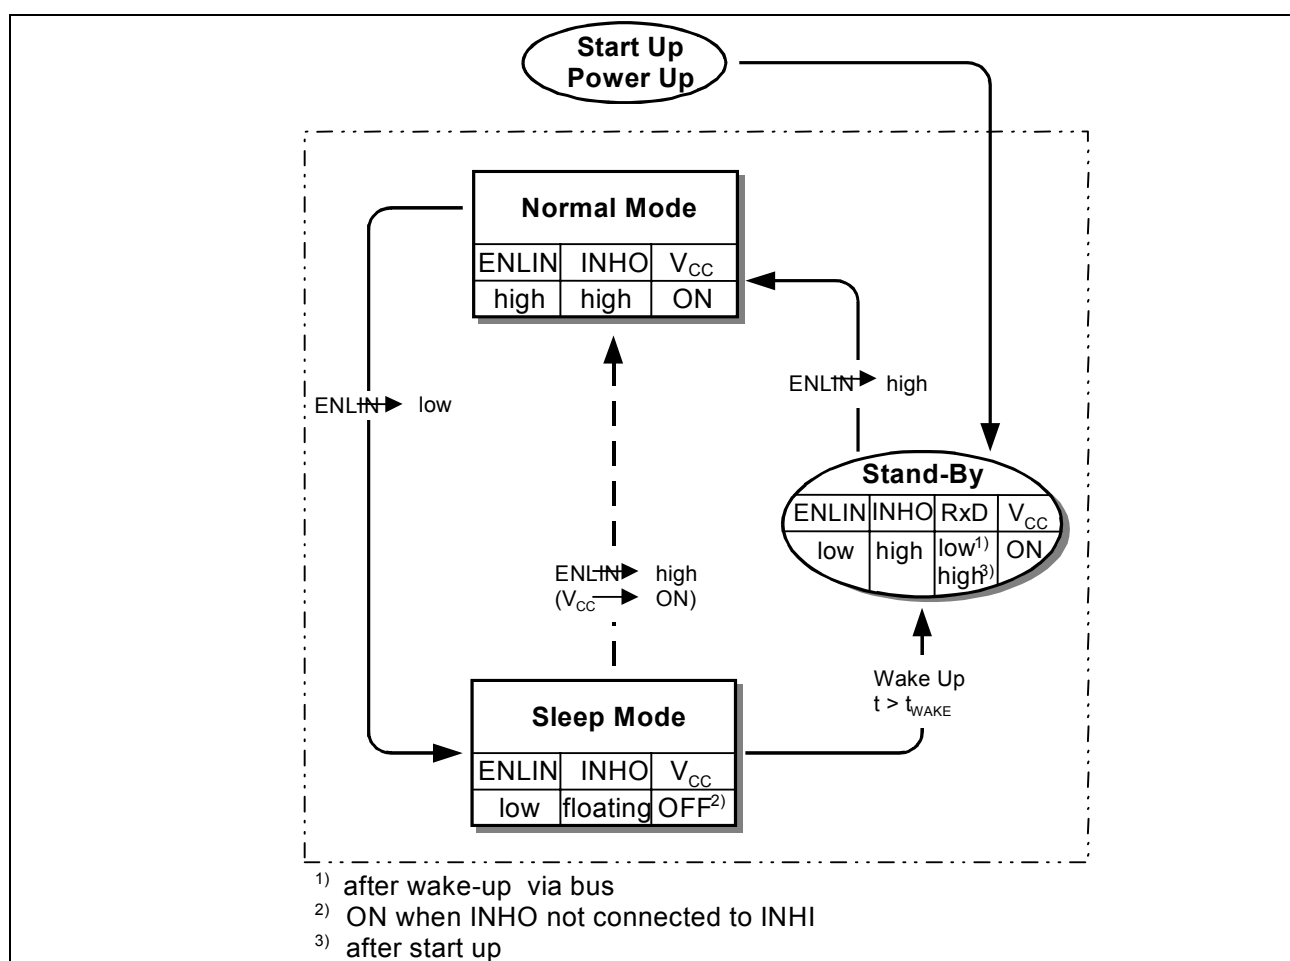 Start Up
Power Up
Normal Mode
ENLIN INHO VCC
high high ON
ENLIN → high
ENLIN → low
Stand-By
ENLIN INHO RxD VCC
low high low1) ON
high3)
ENLIN → high
(VCC → ON)
Wake Up
t > tWAKE
Sleep Mode
ENLIN INHO VCC
low floating OFF2)
1) after wake-up via bus
2) ON when INHO not connected to INHI
3) after start up